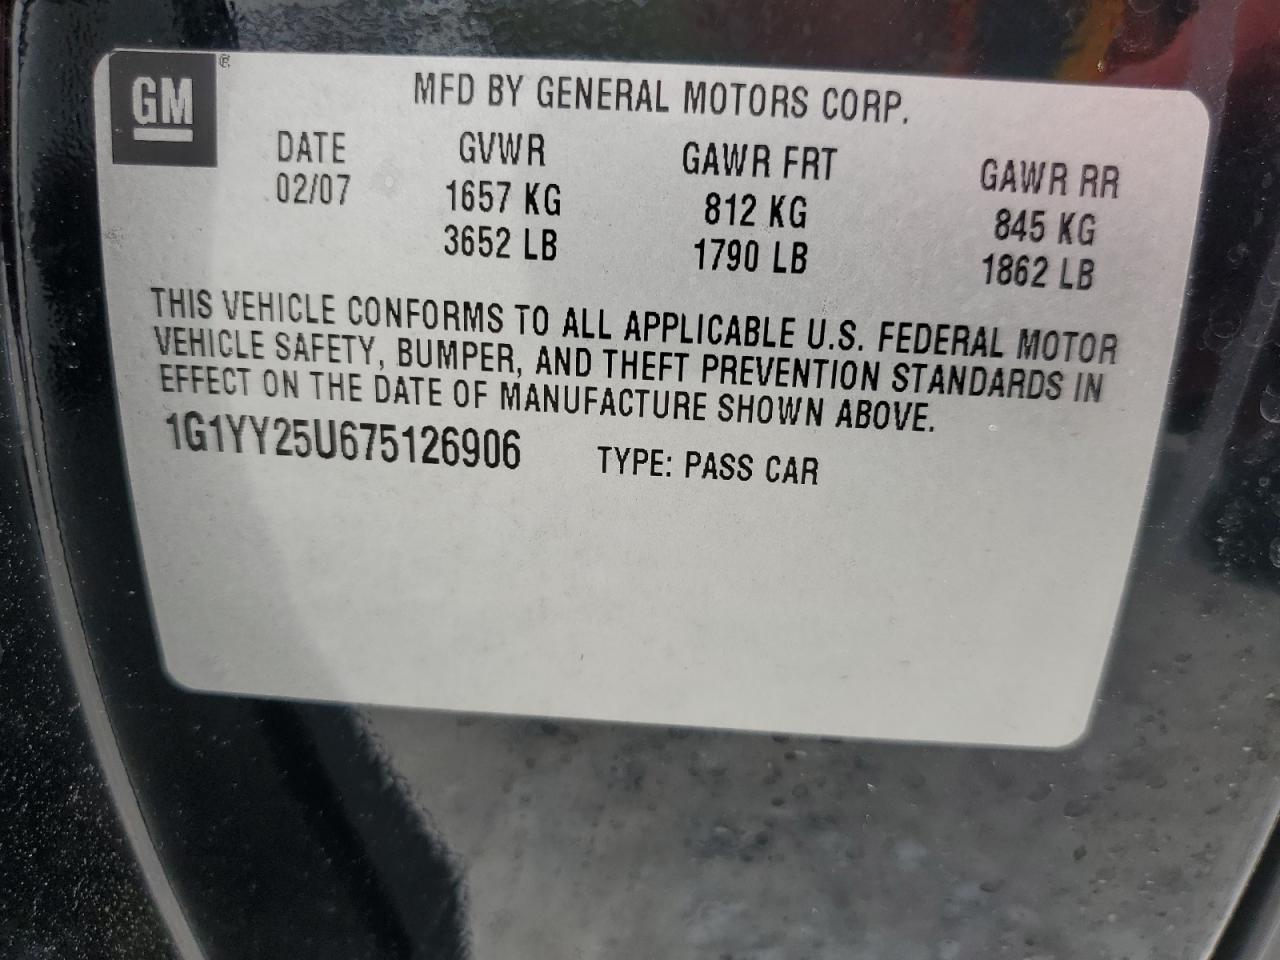 GM ®
MFD BY GENERAL MOTORS CORP.
DATE GVWR GAWR FRT GAWR RR
02/07 1657 KG 812 KG 845 KG
3652 LB 1790 LB 1862 LB
THIS VEHICLE CONFORMS TO ALL APPLICABLE U.S. FEDERAL MOTOR
VEHICLE SAFETY, BUMPER, AND THEFT PREVENTION STANDARDS IN
EFFECT ON THE DATE OF MANUFACTURE SHOWN ABOVE.
1G1YY25U675126906 TYPE: PASS CAR